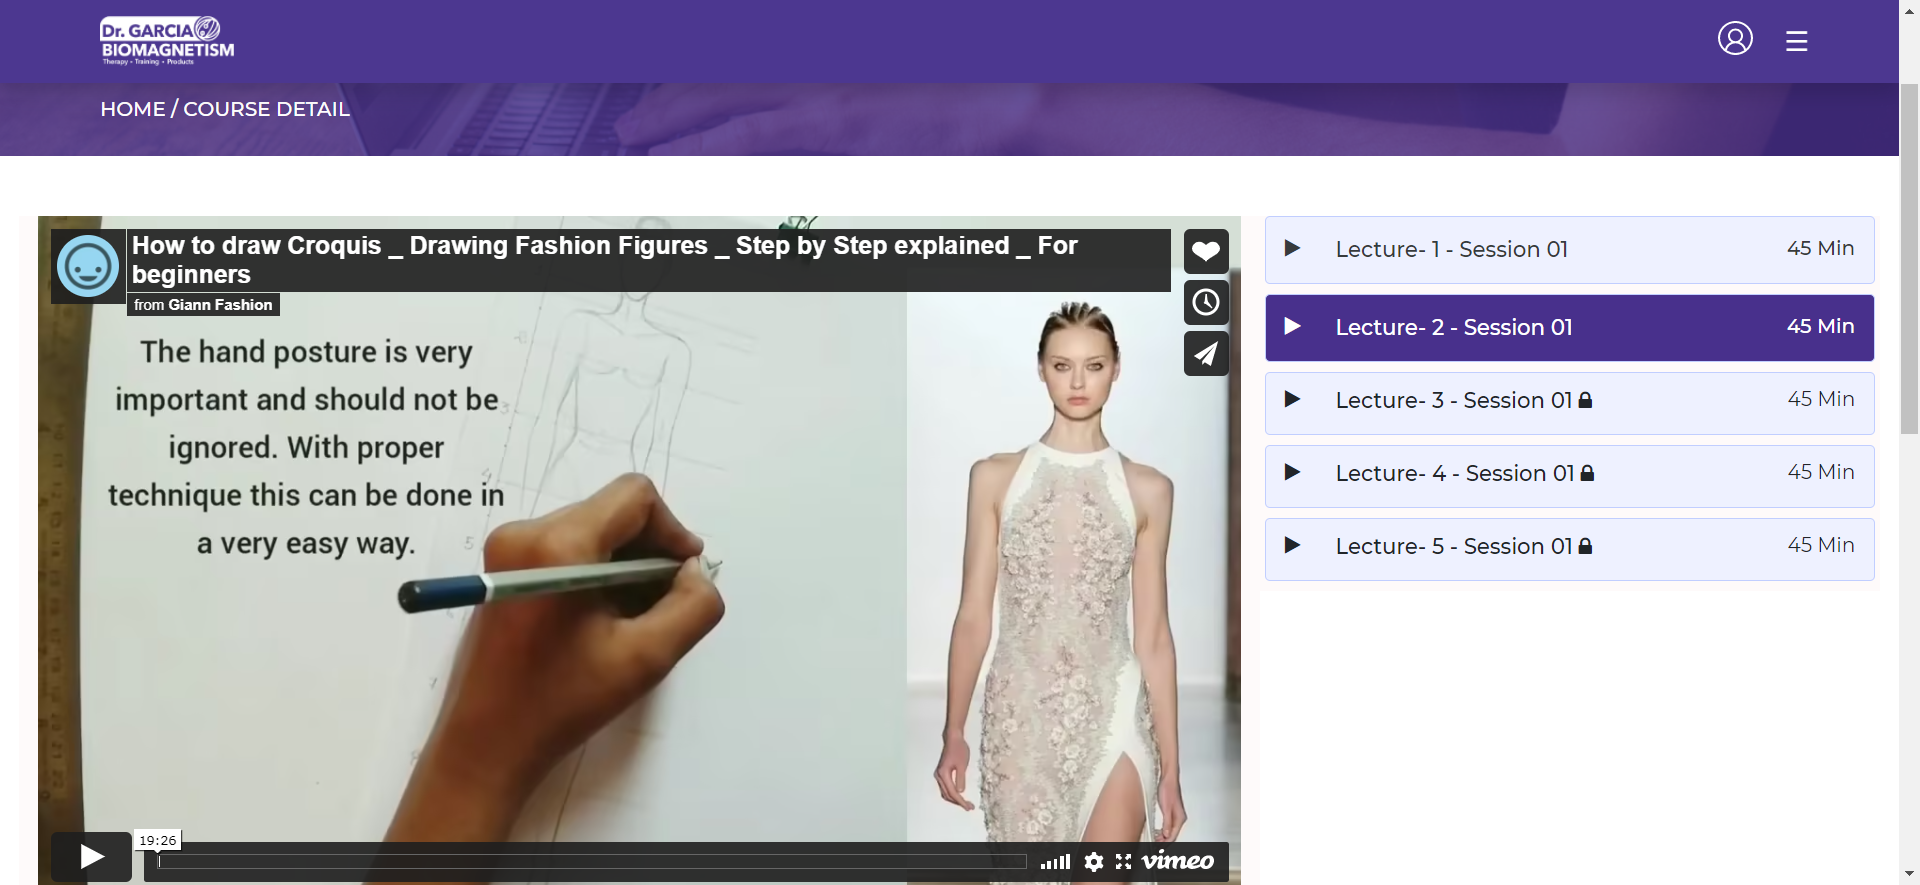 Dr. GARCIA
BIOMAGNETISM
Therapy • Training • Products
HOME / COURSE DETAIL
How to draw Croquis _ Drawing Fashion Figures _ Step by Step explained _ For
beginners
from Giann Fashion
The hand posture is very
important and should not be
ignored. With proper
technique this can be done in
a very easy way.
19:26
vimeo
Lecture- 1 - Session 01 45 Min
Lecture- 2 - Session 01 45 Min
Lecture- 3 - Session 01 45 Min
Lecture- 4 - Session 01 45 Min
Lecture- 5 - Session 01 45 Min